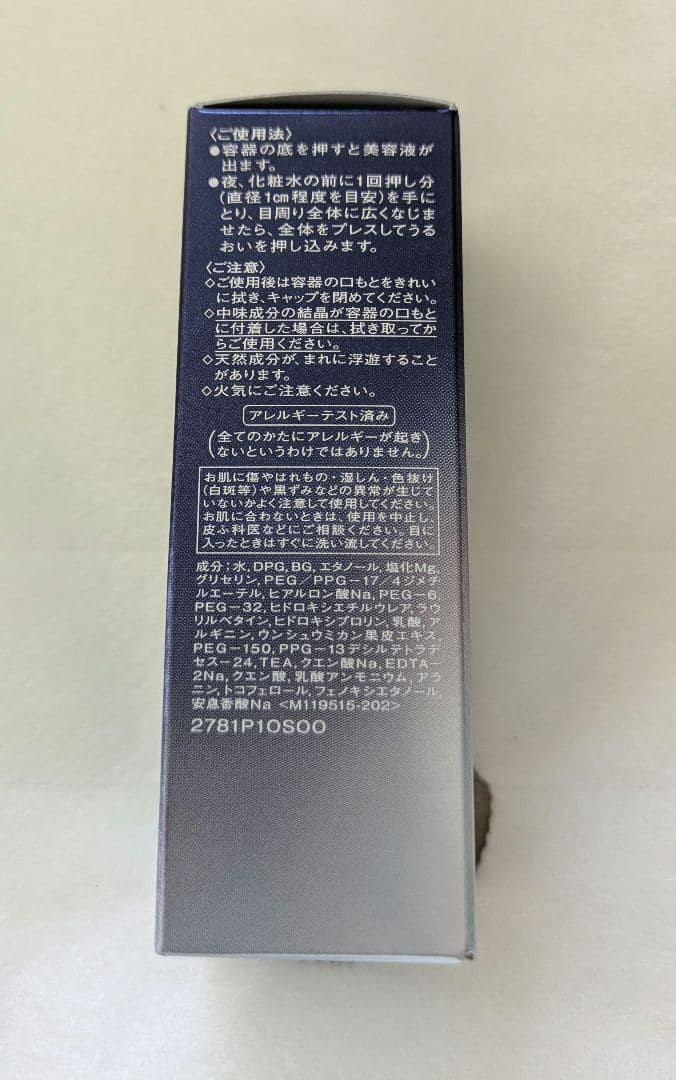 〈ご使用法〉
●容器の底を押すと美容液が
出ます。
●夜、化粧水の前に1回押し分
(直径1㎝程度を目安)を手に
とり、目周り全体に広くなじま
せたら、全体をプレスしてうる
おいを押し込みます。
〈ご注意〉
◇ご使用後は容器の口もとをきれい
に拭き、キャップを閉めてください。
◇中味成分の結晶が容器の口もと
に付着した場合は、拭き取ってか
らご使用ください。
◇天然成分が、まれに浮遊すること
があります。
◇火気にご注意ください。
アレルギーテスト済み
(全てのかたにアレルギーが起き
ないというわけではありません。)
お肌に傷やはれもの・湿しん・色抜け
(白斑等)や黒ずみなどの異常が生じて
いないかよく注意して使用してください。
お肌に合わないときは、使用を中止し、
皮ふ科医などにご相談ください。目に
入ったときはすぐに洗い流してください。
成分:水,DPG,BG,エタノール,塩化Mg,
グリセリン,PEG/PPG-17/4ジメチ
ルエーテル,ヒアルロン酸Na,PEG-6,
PEG-32,ヒドロキシエチルウレア,ラウ
リルベタイン,ヒドロキシプロリン,乳酸,ア
ルギニン,ウンシュウミカン果皮エキス,
PEG-150,PPG-13デシルテトラデ
セス-24,TEA,クエン酸Na,EDTA-
2Na,クエン酸,乳酸アンモニウム,アラ
ニン,トコフェロール,フェノキシエタノール,
安息香酸Na <M119515-202>
2781P10S00